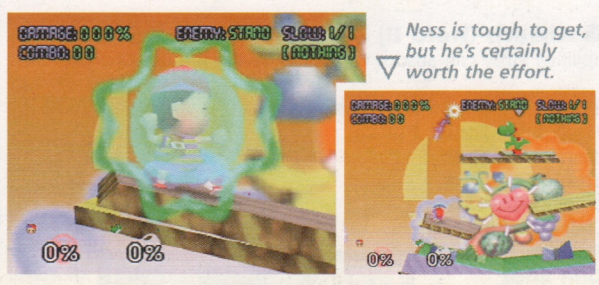 DAMAGE:000% ENEMY:STAND SLOW:1/1
COMBO:00 [NOTHING]
0% 0%
Ness is tough to get,
but he's certainly
worth the effort.
DAMAGE:000% ENEMY:STAND SLOW:1/1
COMBO:00 [NOTHING]
0% 0%